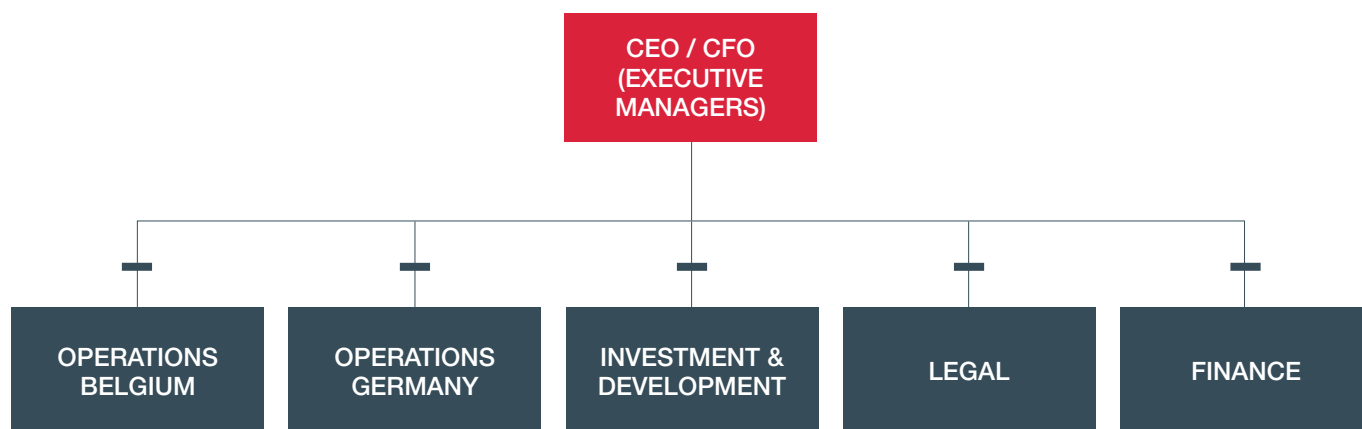 CEO / CFO
(EXECUTIVE
MANAGERS)
OPERATIONS
BELGIUM
OPERATIONS
GERMANY
INVESTMENT &
DEVELOPMENT
LEGAL
FINANCE